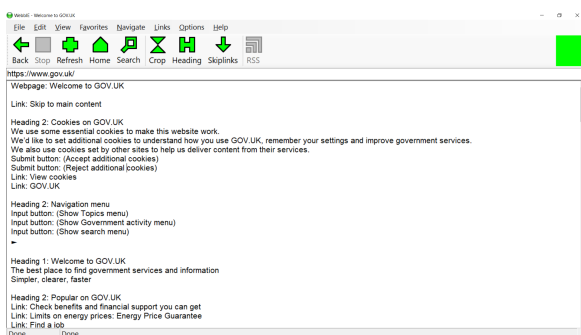 WebbIE - Welcome to GOV.UK
File Edit View Favorites Navigate Links Options Help
Back Stop Refresh Home Search Crop Heading Skiplinks RSS
https://www.gov.uk/
Webpage: Welcome to GOV.UK
Link: Skip to main content
Heading 2: Cookies on GOV.UK
We use some essential cookies to make this website work.
We'd like to set additional cookies to understand how you use GOV.UK, remember your settings and improve government services.
We also use cookies set by other sites to help us deliver content from their services.
Submit button: (Accept additional cookies)
Submit button: (Reject additional cookies)
Link: View cookies
Link: GOV.UK
Heading 2: Navigation menu
Input button: (Show Topics menu)
Input button: (Show Government activity menu)
Input button: (Show search menu)
Heading 1: Welcome to GOV.UK
The best place to find government services and information
Simpler, clearer, faster
Heading 2: Popular on GOV.UK
Link: Check benefits and financial support you can get
Link: Limits on energy prices: Energy Price Guarantee
Link: Find a job
Done Done